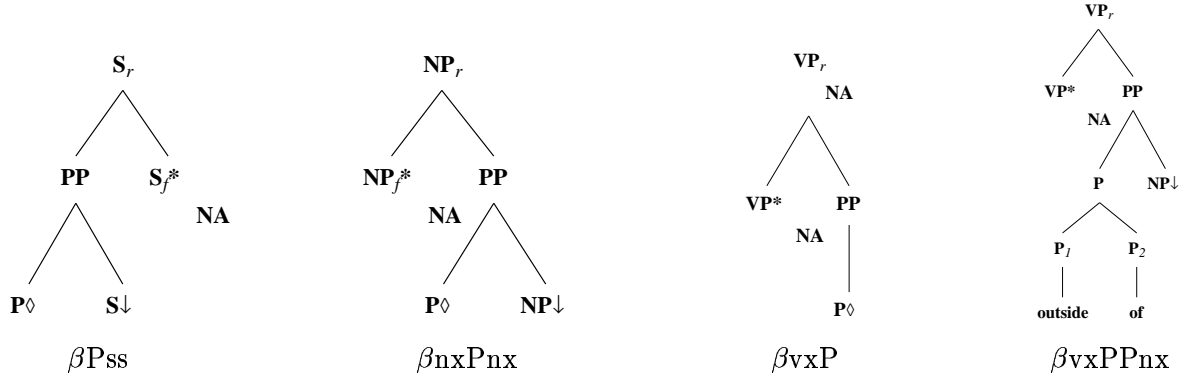 S_r
PP S_f* NA
P◊ S↓
βPss
NP_r
NP_f* NA PP
P◊ NP↓
βnxPnx
VP_r NA
VP* NA PP
P◊
βvxP
VP_r
VP* NA PP
P NP↓
P_1 P_2
outside of
βvxPPnx